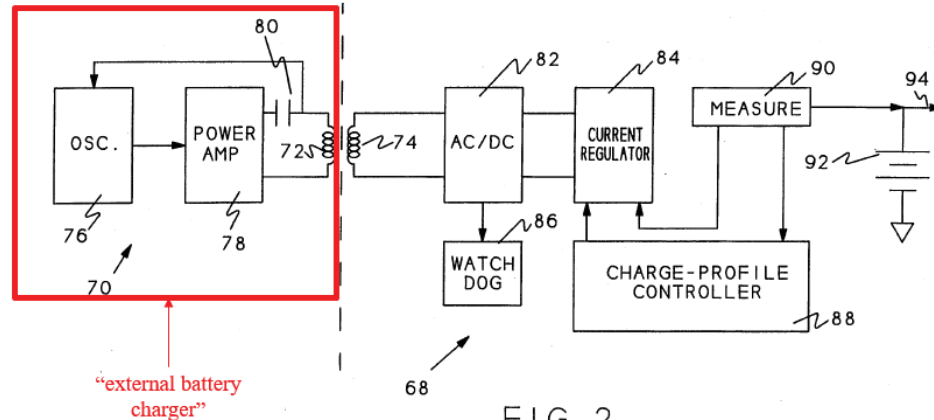 80
OSC.
POWER
AMP
72
74
76
78
70
82
AC/DC
84
CURRENT
REGULATOR
86
WATCH
DOG
90
MEASURE
94
92
CHARGE-PROFILE
CONTROLLER
88
68
“external battery
charger”
FIG 2